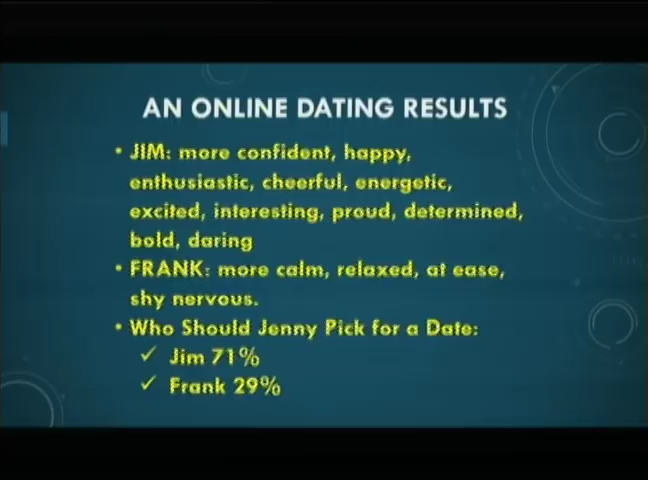 AN ONLINE DATING RESULTS
• JIM: more confident, happy,
enthusiastic, cheerful, energetic,
excited, interesting, proud, determined,
bold, daring
• FRANK: more calm, relaxed, at ease,
shy nervous.
• Who Should Jenny Pick for a Date:
✓ Jim 71%
✓ Frank 29%